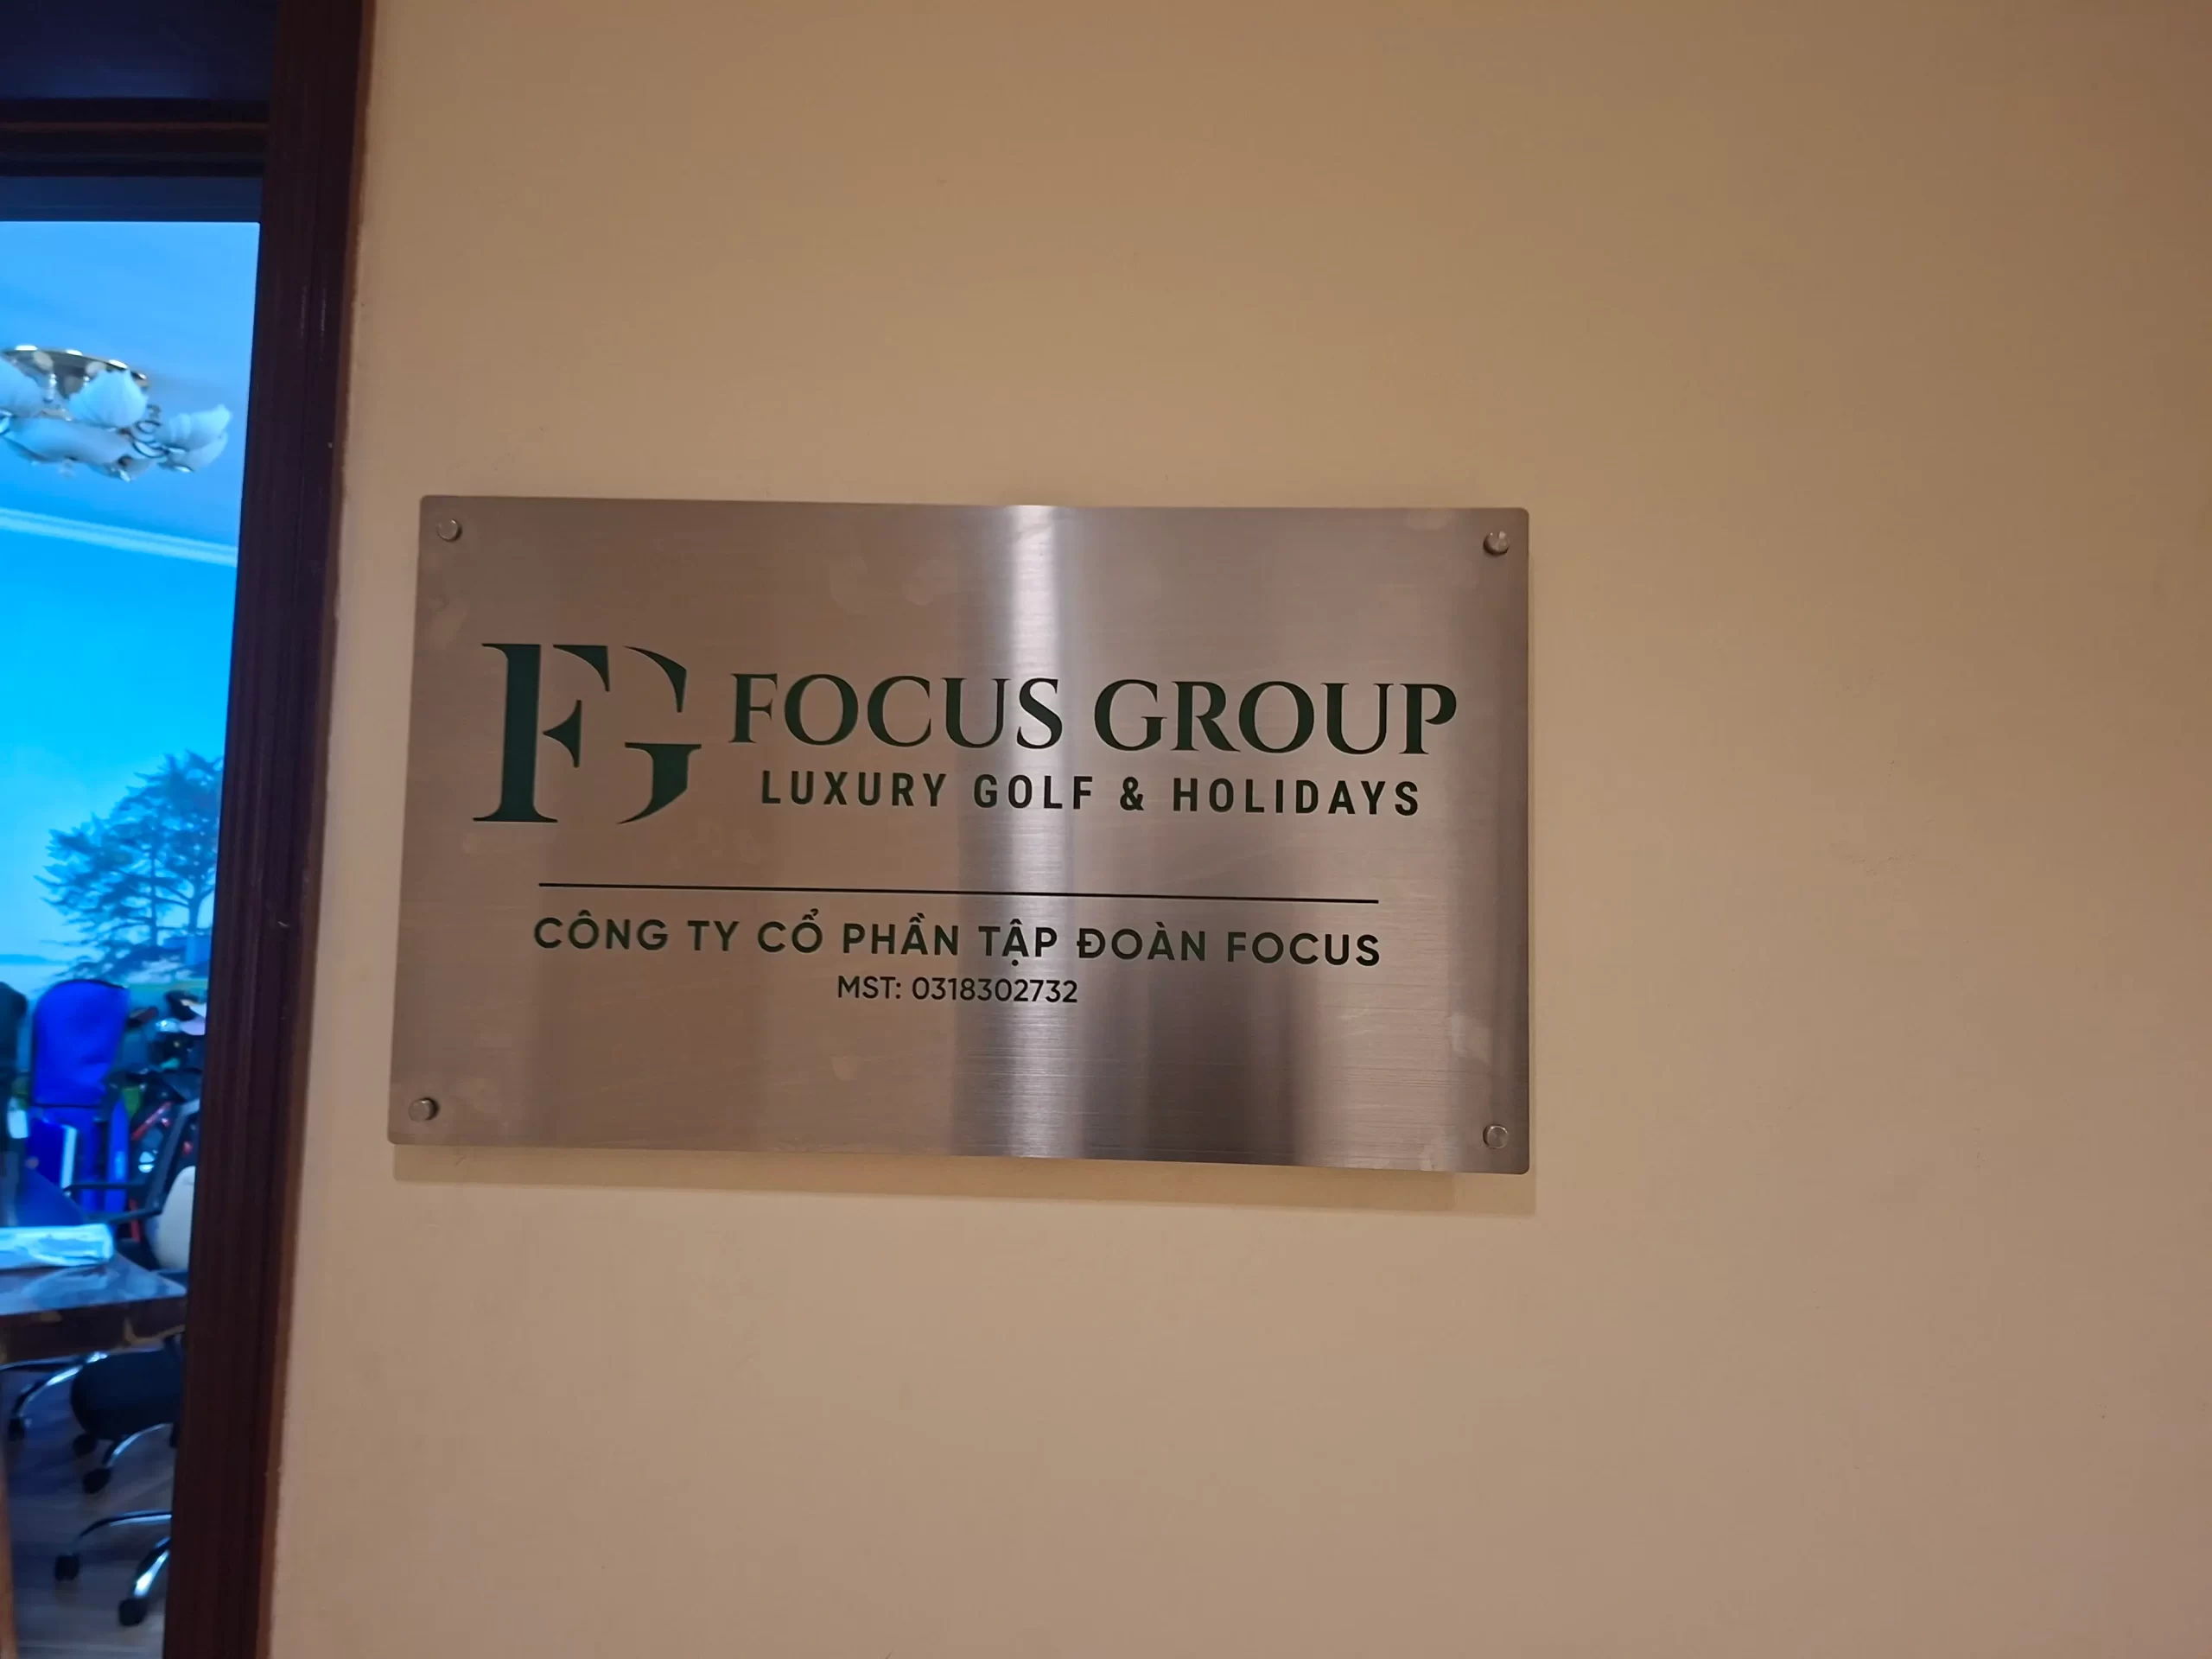 FG FOCUS GROUP
LUXURY GOLF & HOLIDAYS
CÔNG TY CỔ PHẦN TẬP ĐOÀN FOCUS
MST: 0318302732